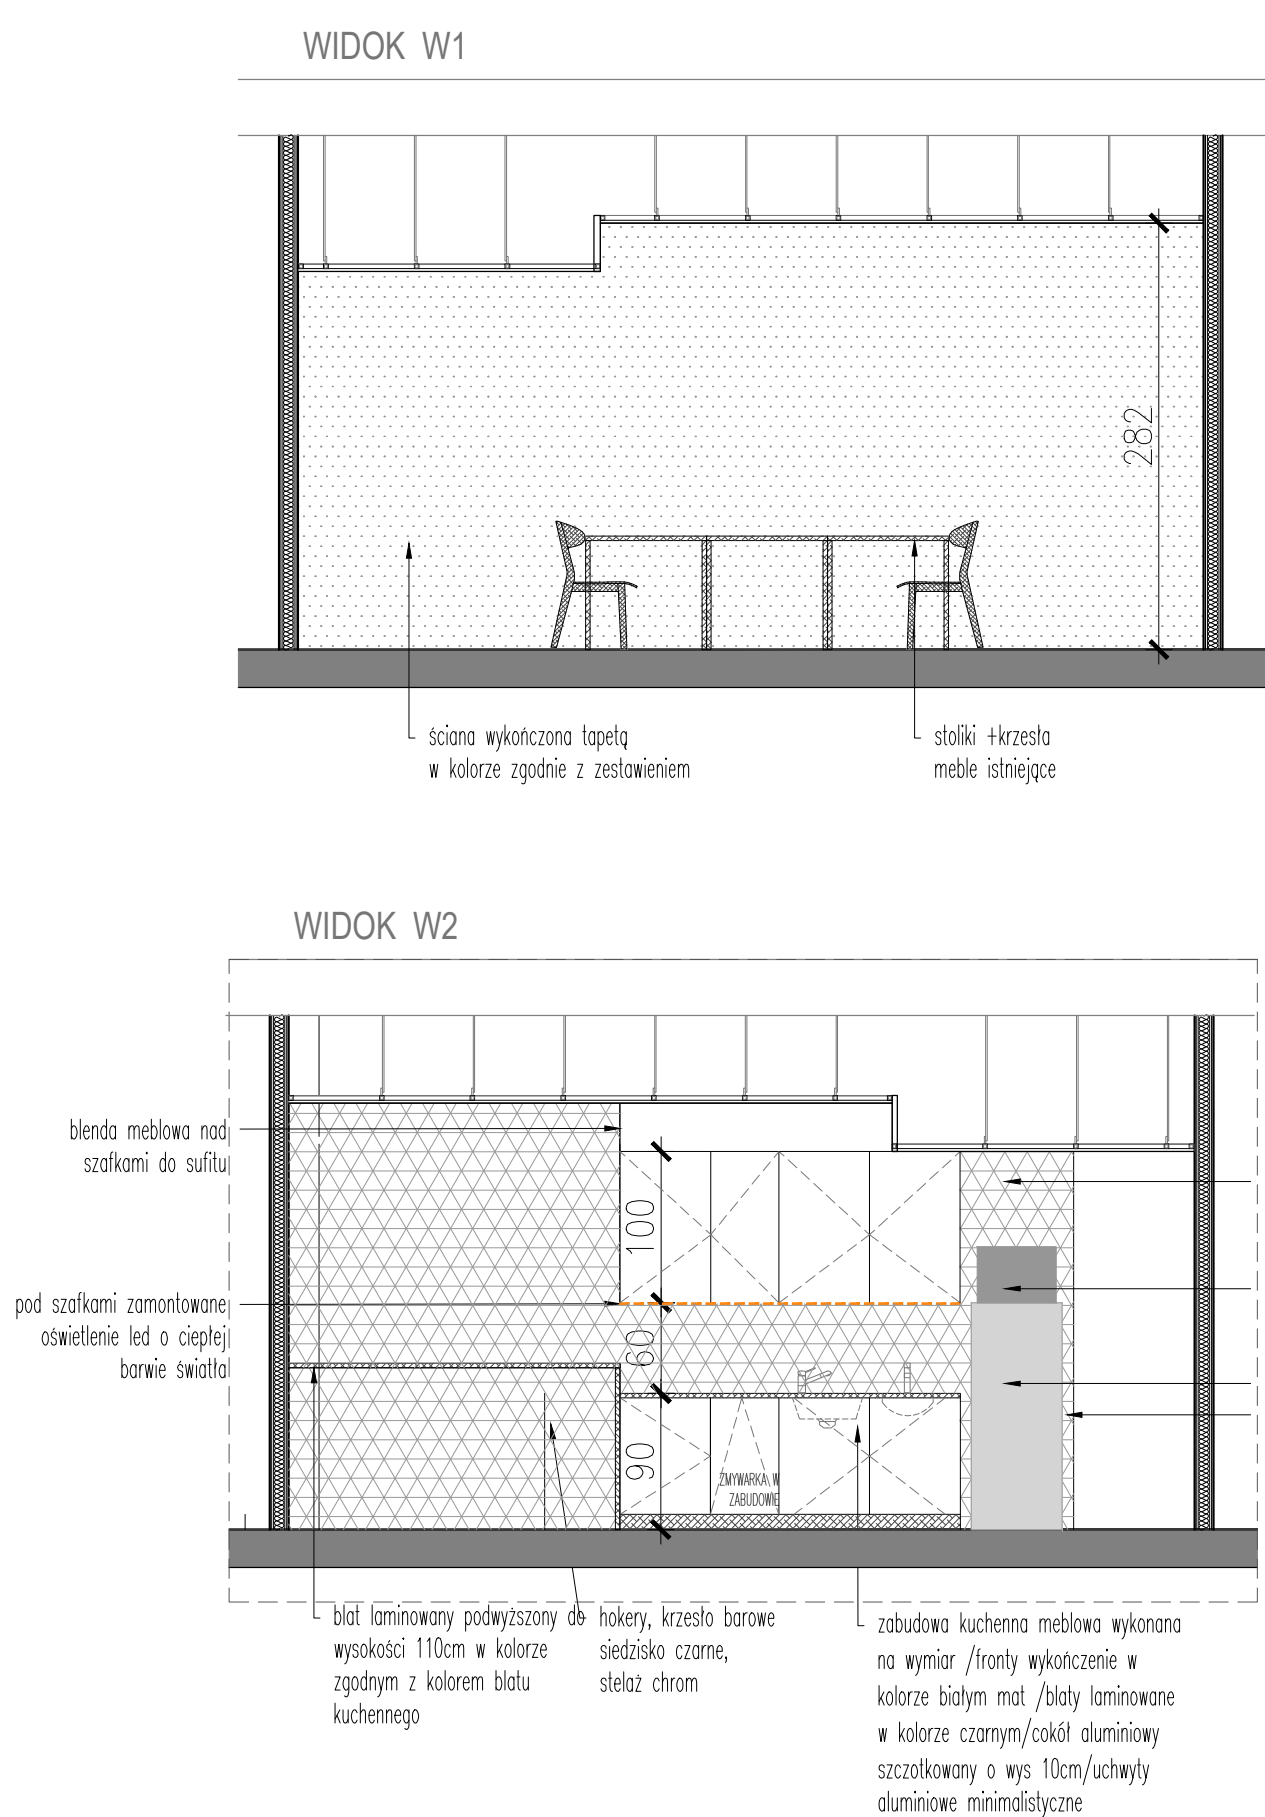 WIDOK W1
282
ściana wykończona tapetą
w kolorze zgodnie z zestawieniem
stoliki +krzesła
meble istniejące
WIDOK W2
blenda meblowa nad
szafkami do sufitu
100
pod szafkami zamontowane
oświetlenie led o ciepłej
barwie światła
60
90
ZMYWARKA W
ZABUDOWIE
blat laminowany podwyższony do
wysokości 110cm w kolorze
zgodnym z kolorem blatu
kuchennego
hokery, krzesło barowe
siedzisko czarne,
stelaż chrom
zabudowa kuchenna meblowa wykonana
na wymiar /fronty wykończenie w
kolorze białym mat /blaty laminowane
w kolorze czarnym/cokół aluminiowy
szczotkowany o wys 10cm/uchwyty
aluminiowe minimalistyczne